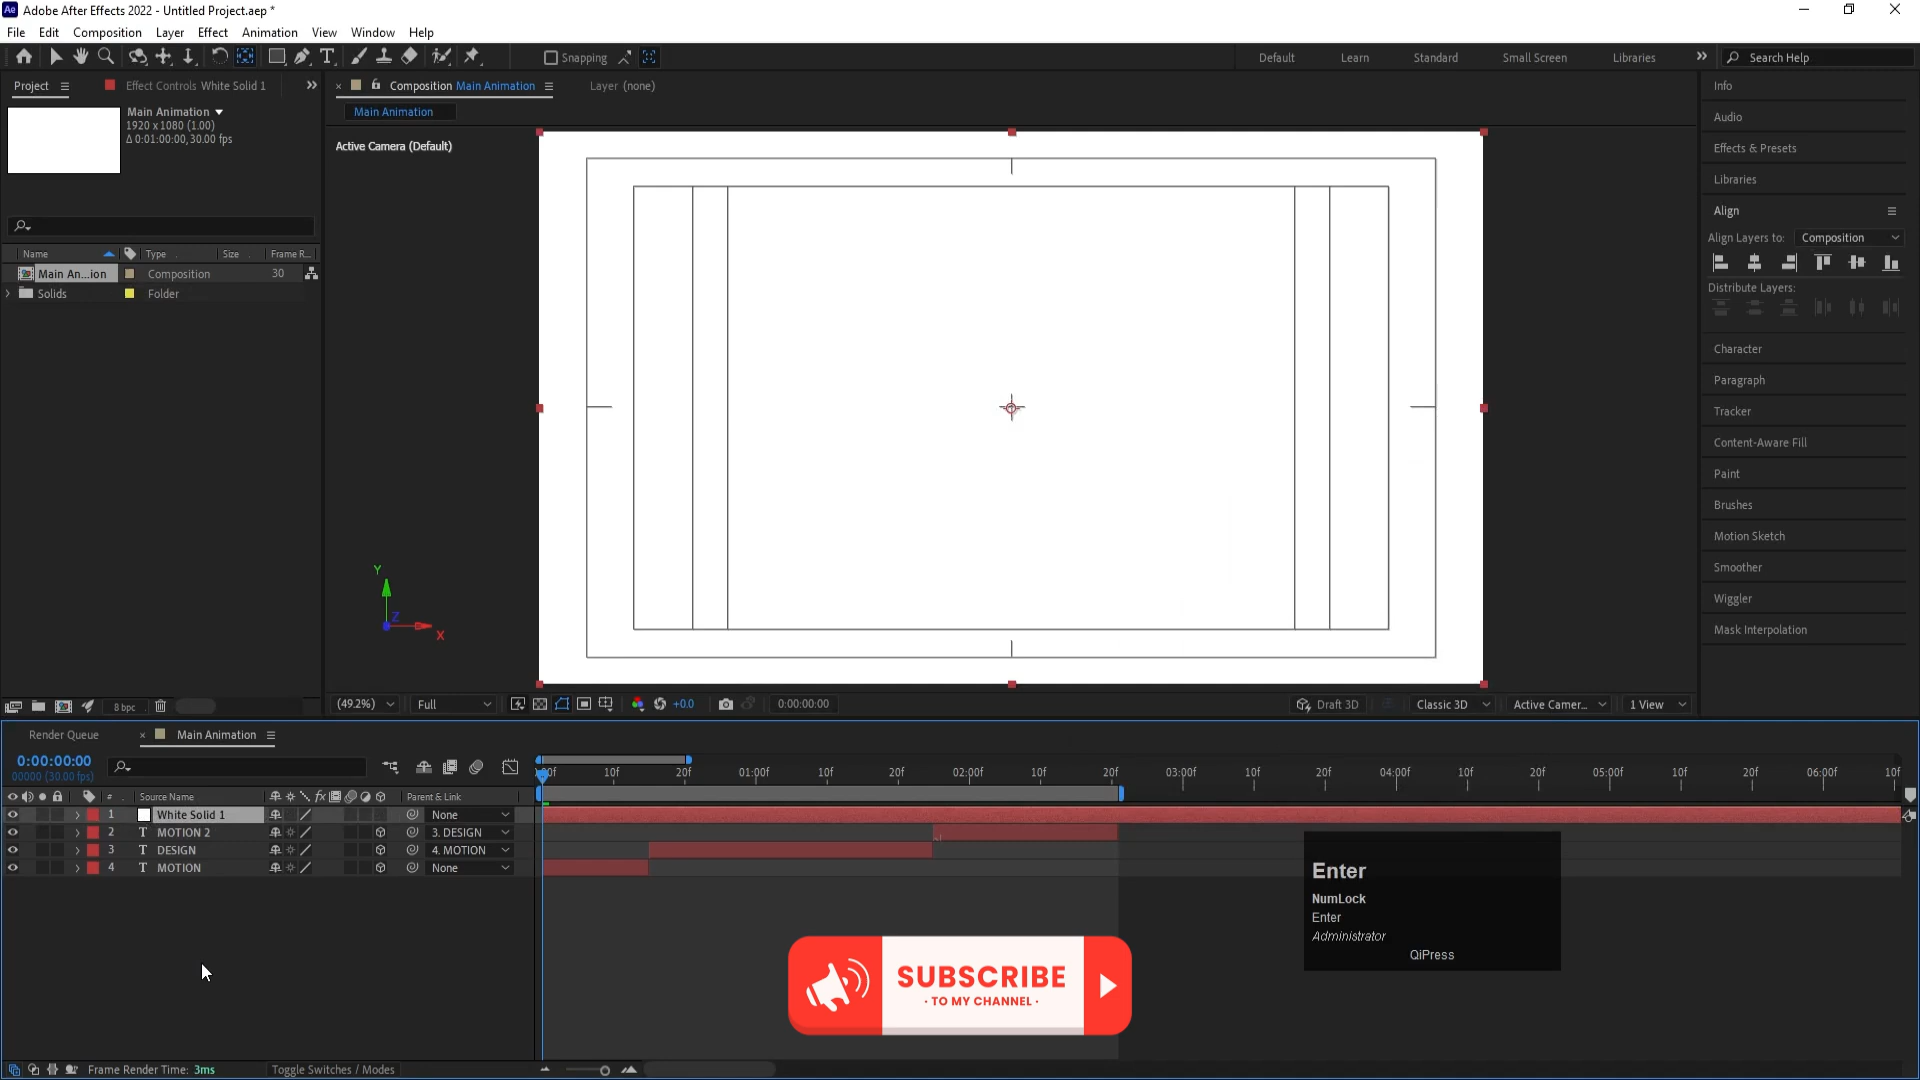 Adobe After Effects 2022 - Untitled Project.aep *
File Edit Composition Layer Effect Animation View Window Help
Snapping
Default Learn Standard Small Screen Libraries
Search Help
Project
Effect Controls White Solid 1
Composition Main Animation
Layer (none)
Main Animation
1920 x 1080 (1.00)
Δ 0:01:00:00, 30.00 fps
Main Animation
Active Camera (Default)
Name Type Size Frame R...
Main An...ion Composition 30
Solids Folder
Y
Z
X
Info
Audio
Effects & Presets
Libraries
Align
Align Layers to: Composition
Distribute Layers:
Character
Paragraph
Tracker
Content-Aware Fill
Paint
Brushes
Motion Sketch
Smoother
Wiggler
Mask Interpolation
8 bpc
(49.2%) Full +0.0 0:00:00:00 Draft 3D Classic 3D Active Camer... 1 View
Render Queue
Main Animation
0:00:00:00
00000 (30.00 fps)
10f 20f 01:00f 10f 20f 02:00f 10f 20f 03:00f 10f 20f 04:00f 10f 20f 05:00f 10f 20f 06:00f 10f
# Source Name fx Parent & Link
1 White Solid 1 None
2 T MOTION 2 3. DESIGN
3 T DESIGN 4. MOTION
4 T MOTION None
Enter
NumLock
Enter
Administrator
QiPress
SUBSCRIBE
· TO MY CHANNEL ·
Frame Render Time: 3ms
Toggle Switches / Modes